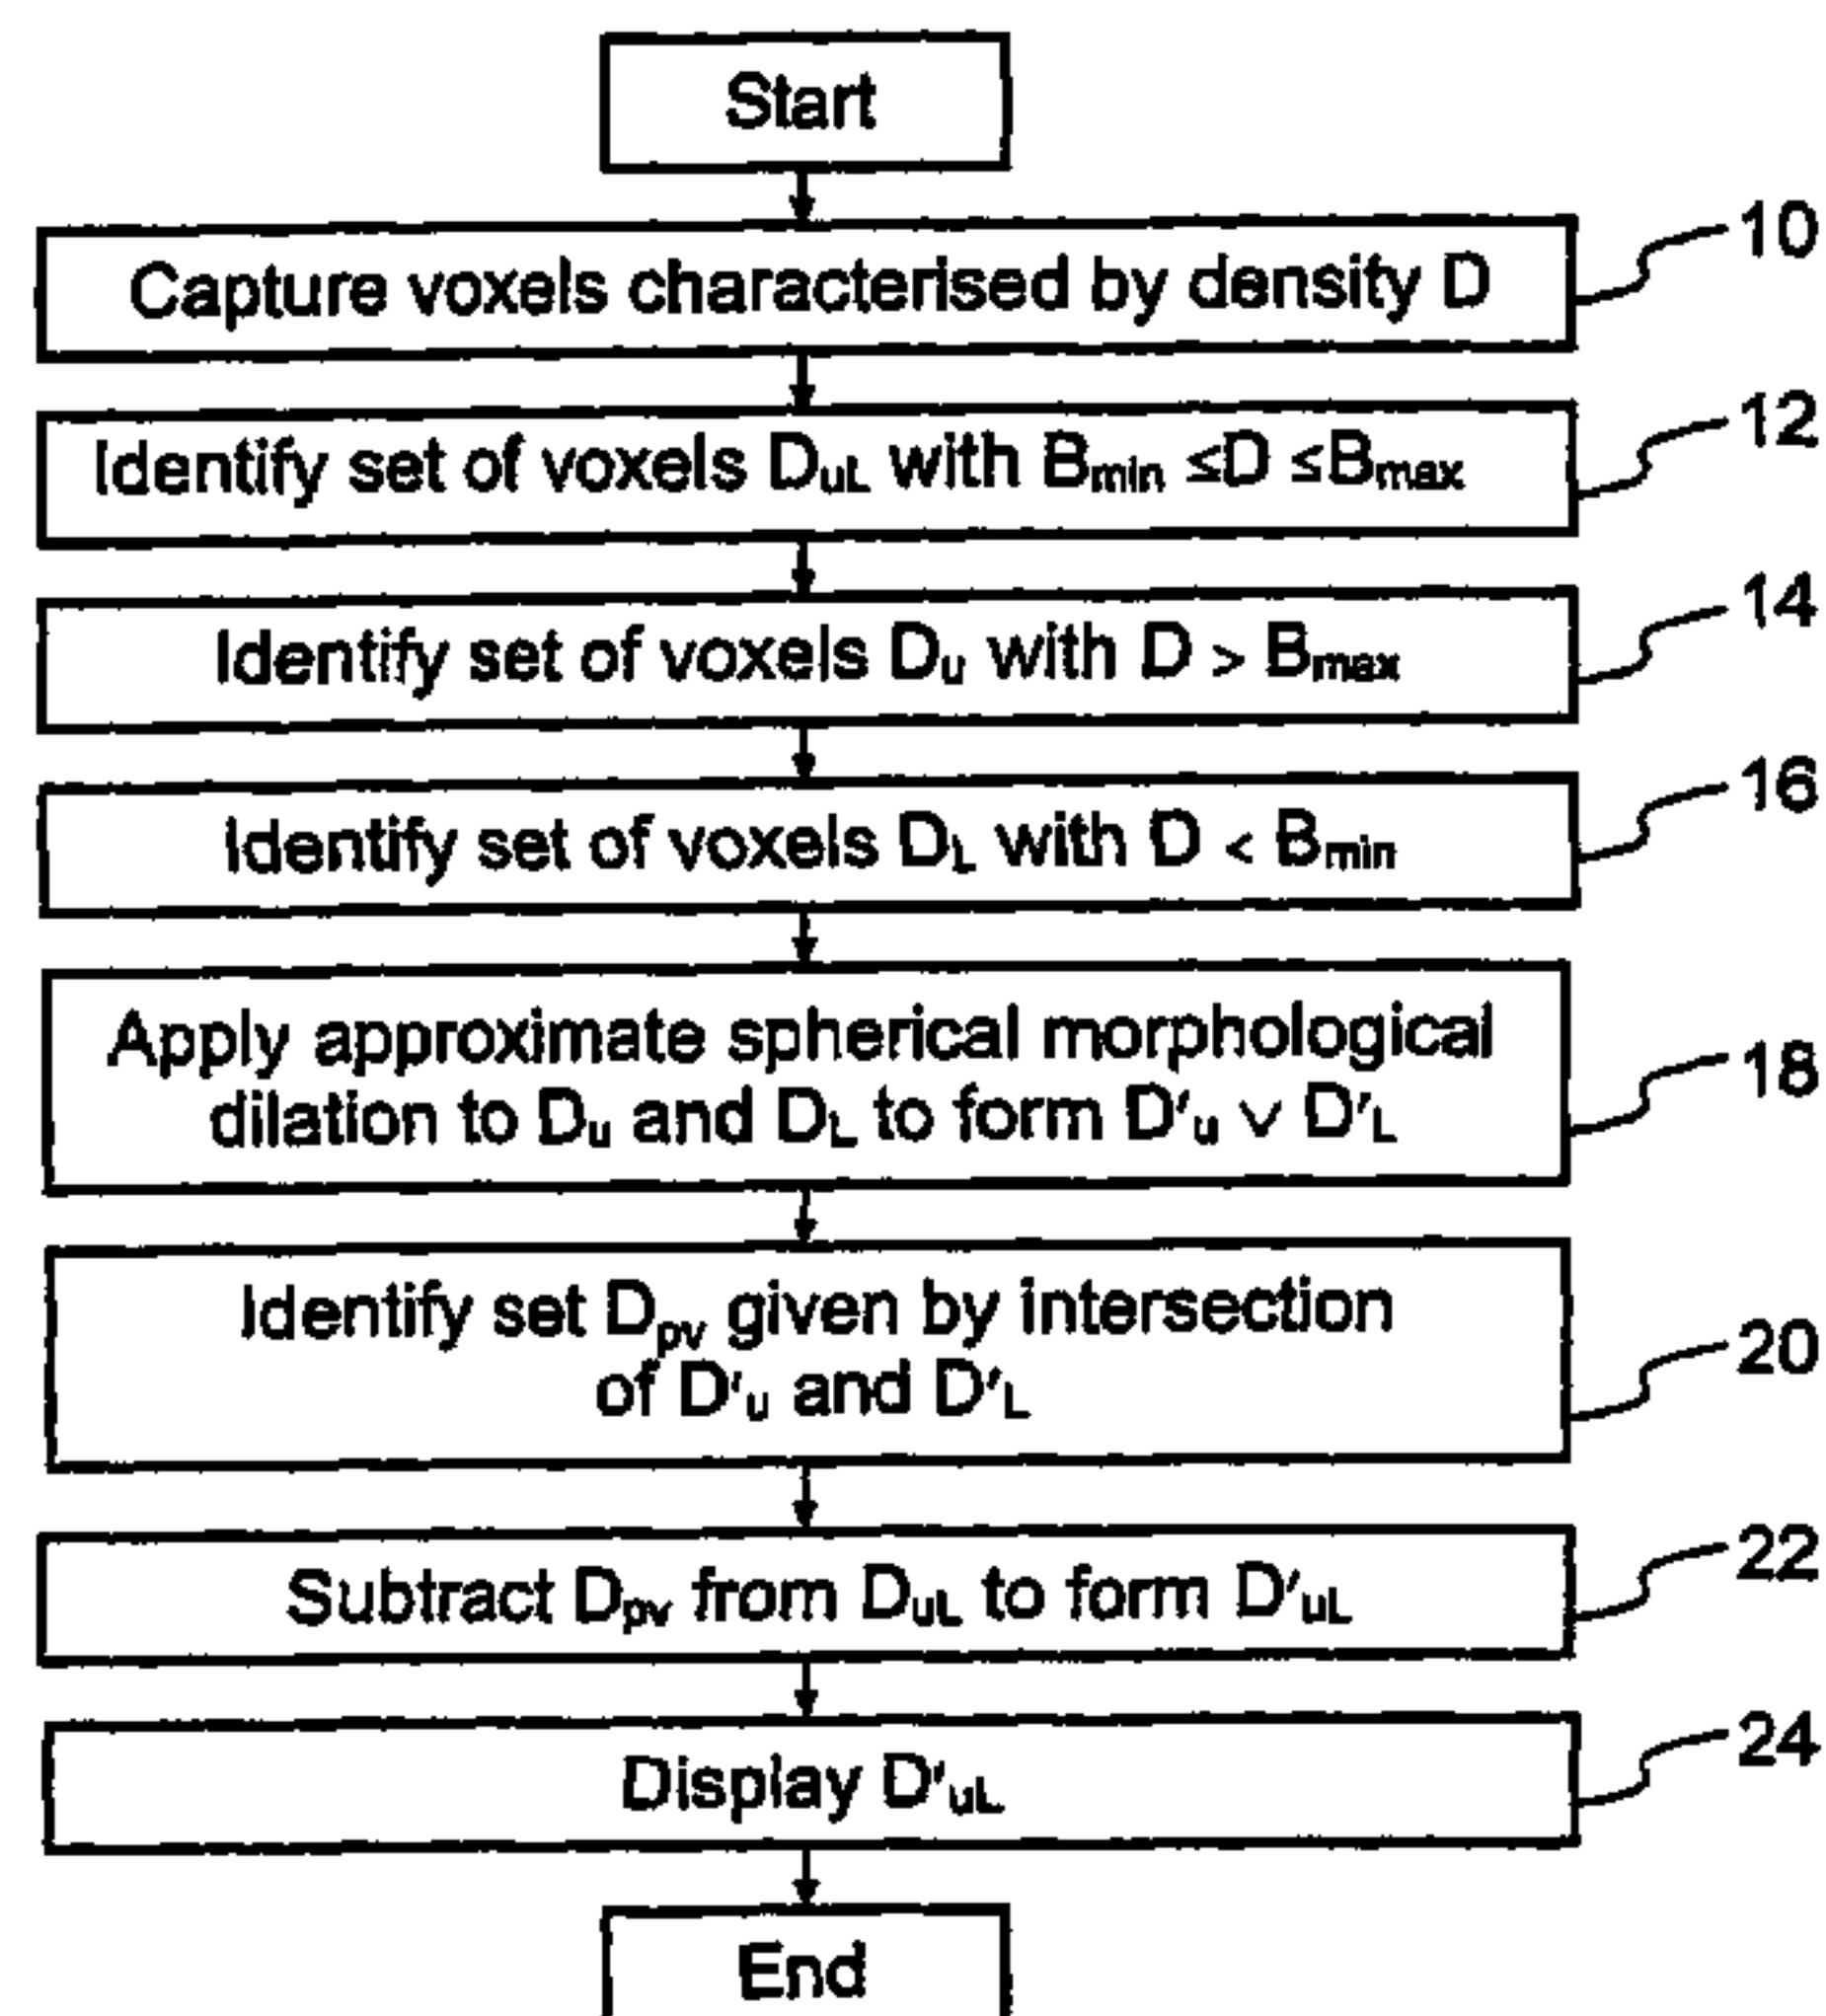 Start
Capture voxels characterised by density D
10
Identify set of voxels DuL with Bmin ≤D ≤Bmax
12
Identify set of voxels Du with D > Bmax
14
Identify set of voxels DL with D < Bmin
16
Apply approximate spherical morphological
dilation to Du and DL to form D'u ∨ D'L
18
Identify set Dpv given by intersection
of D'u and D'L
20
Subtract Dpv from DuL to form D'uL
22
Display D'uL
24
End